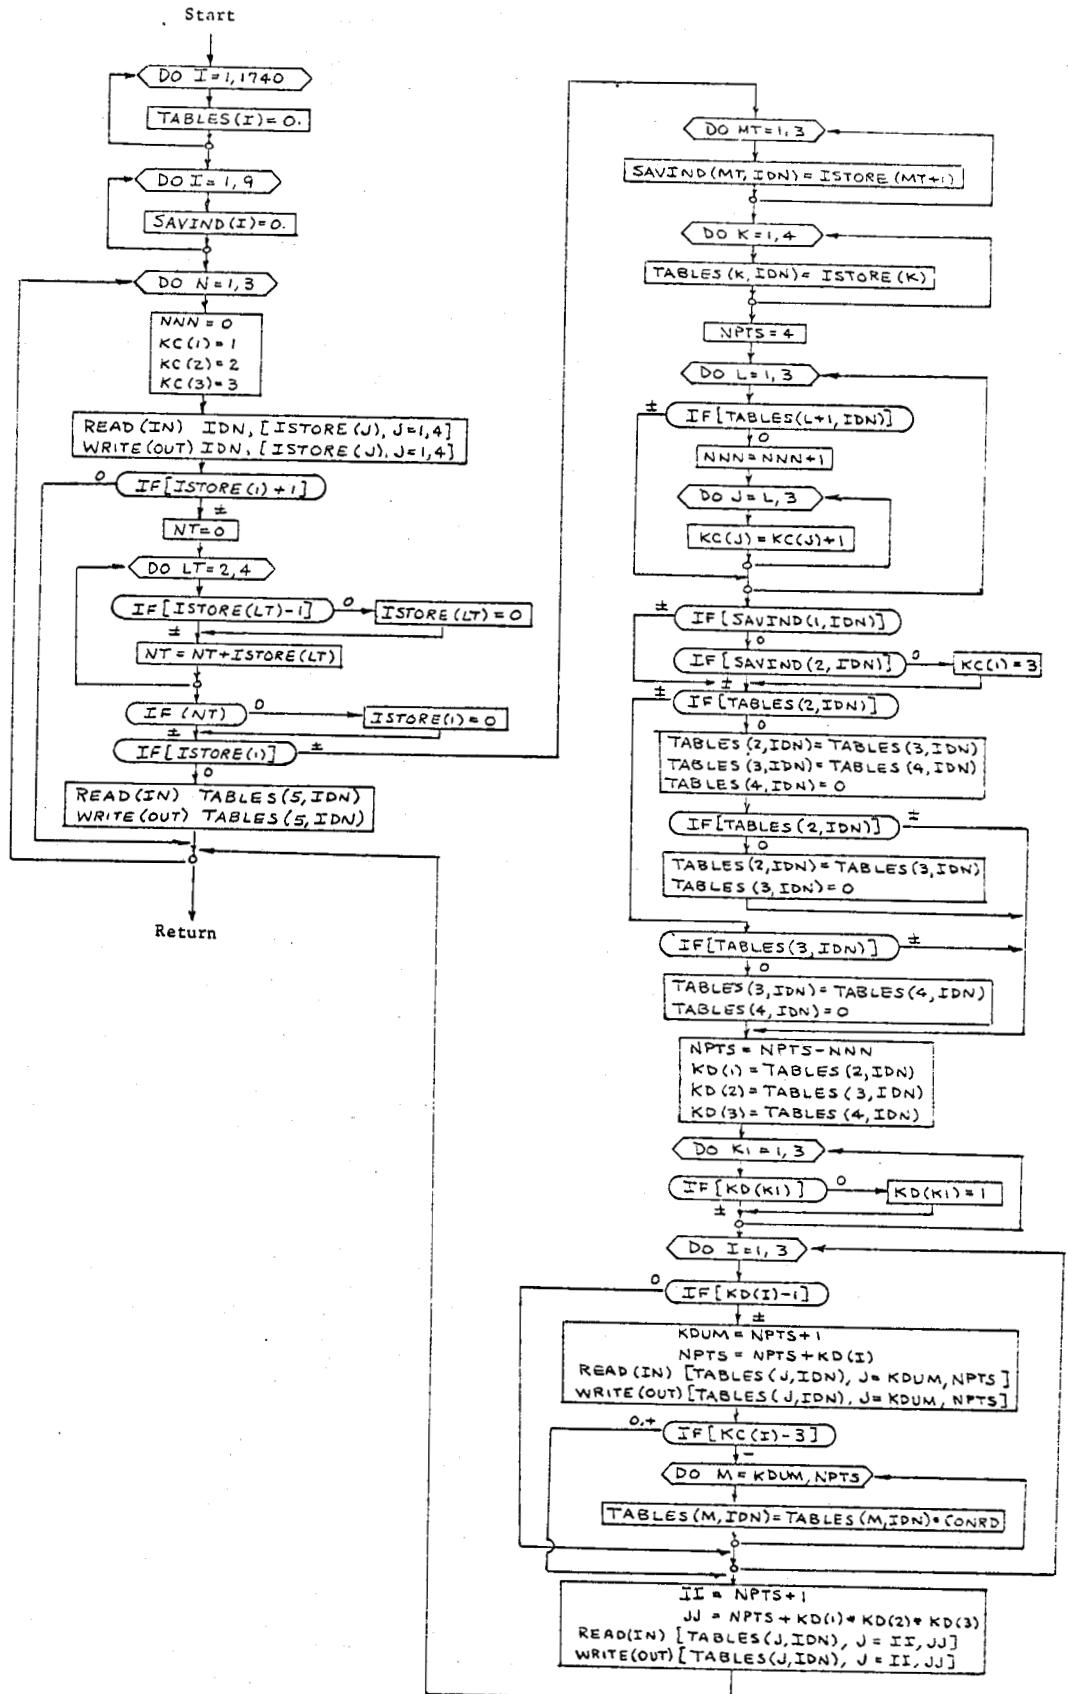 Start
DO I=1,1740
TABLES(I)=0.
DO I=1,9
SAVIND(I)=0.
DO N=1,3
NNN=0
KC(1)=1
KC(2)=2
KC(3)=3
READ(IN) IDN,[ISTORE(J),J=1,4]
WRITE(OUT) IDN,[ISTORE(J),J=1,4]
0
IF[ISTORE(1)+1]
±
NT=0
DO LT=2,4
IF[ISTORE(LT)-1]
0
ISTORE(LT)=0
±
NT=NT+ISTORE(LT)
IF(NT)
0
ISTORE(1)=0
±
IF[ISTORE(1)]
±
0
READ(IN) TABLES(5,IDN)
WRITE(OUT) TABLES(5,IDN)
Return
DO MT=1,3
SAVIND(MT,IDN)=ISTORE(MT+1)
DO K=1,4
TABLES(K,IDN)=ISTORE(K)
NPTS=4
DO L=1,3
±
IF[TABLES(L+1,IDN)]
0
NNN=NNN+1
DO J=L,3
KC(J)=KC(J)+1
±
IF[SAVIND(1,IDN)]
0
IF[SAVIND(2,IDN)]
0
KC(1)=3
±
±
IF[TABLES(2,IDN)]
0
TABLES(2,IDN)=TABLES(3,IDN)
TABLES(3,IDN)=TABLES(4,IDN)
TABLES(4,IDN)=0
IF[TABLES(2,IDN)]
±
0
TABLES(2,IDN)=TABLES(3,IDN)
TABLES(3,IDN)=0
IF[TABLES(3,IDN)]
±
0
TABLES(3,IDN)=TABLES(4,IDN)
TABLES(4,IDN)=0
NPTS=NPTS-NNN
KD(1)=TABLES(2,IDN)
KD(2)=TABLES(3,IDN)
KD(3)=TABLES(4,IDN)
DO K1=1,3
IF[KD(K1)]
0
KD(K1)=1
±
DO I=1,3
0
IF[KD(I)-1]
±
KDUM=NPTS+1
NPTS=NPTS+KD(I)
READ(IN) [TABLES(J,IDN), J=KDUM,NPTS]
WRITE(OUT)[TABLES(J,IDN), J=KDUM,NPTS]
0,+
IF[KC(I)-3]
-
DO M=KDUM,NPTS
TABLES(M,IDN)=TABLES(M,IDN)*CONRD
II = NPTS+1
JJ = NPTS+KD(1)*KD(2)*KD(3)
READ(IN) [TABLES(J,IDN), J=II,JJ]
WRITE(OUT)[TABLES(J,IDN), J=II,JJ]